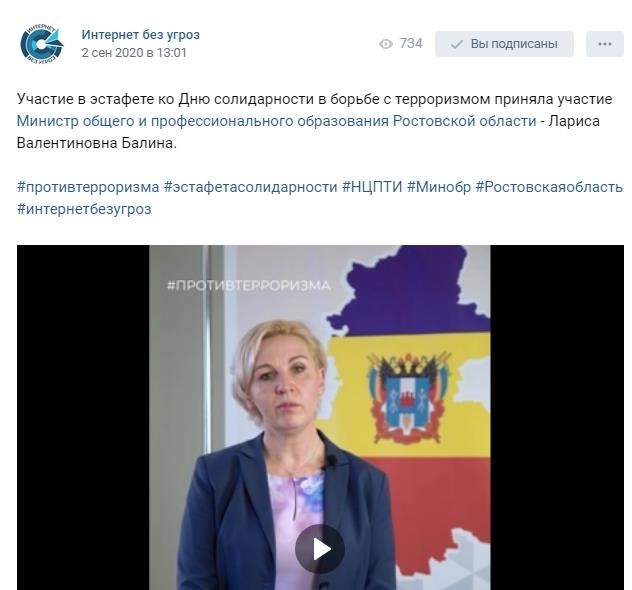 Интернет без угроз
2 сен 2020 в 13:01
734
Вы подписаны
Участие в эстафете ко Дню солидарности в борьбе с терроризмом приняла участие
Министр общего и профессионального образования Ростовской области - Лариса
Валентиновна Балина.
#противтерроризма #эстафетасолидарности #НЦПТИ #Минобр #Ростовскаяобласть
#интернетбезугроз
#ПРОТИВТЕРРОРИЗМА
ИНТЕРНЕТ
БЕЗ УГРОЗ